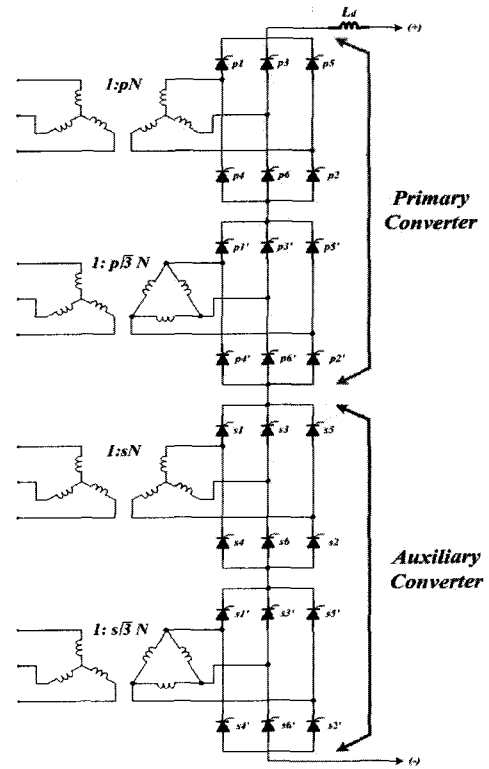 Ld
(+)
p1 p3 p5
1:pN
p4 p6 p2
Primary
Converter
p1' p3' p5'
1: p√3 N
p4' p6' p2'
s1 s3 s5
1:sN
s4 s6 s2
Auxiliary
Converter
s1' s3' s5'
1: s√3 N
s4' s6' s2'
(-)